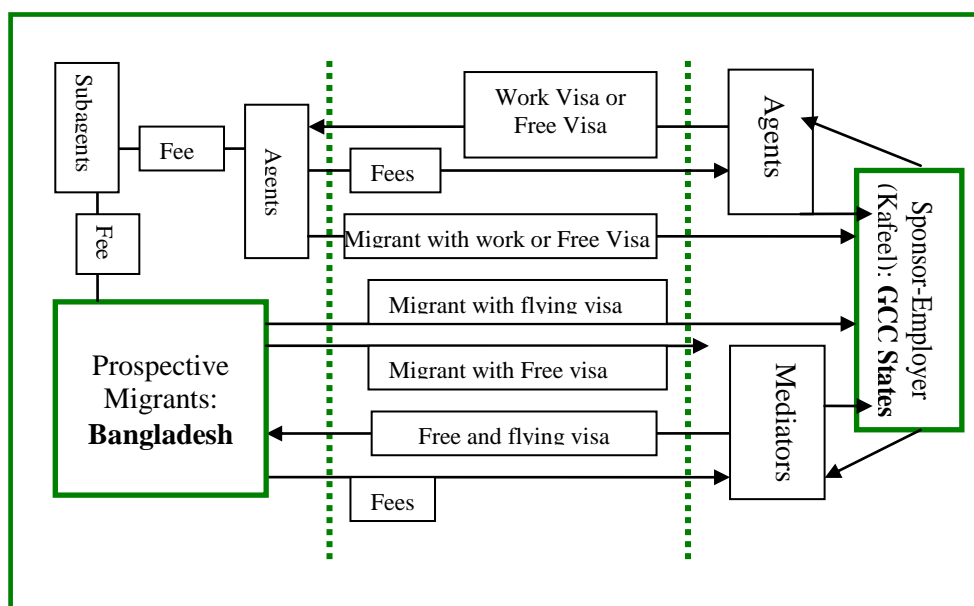 Subagents
Fee
Agents
Fee
Work Visa or
Free Visa
Fees
Migrant with work or Free Visa
Agents
Sponsor-Employer
(Kafeel): GCC States
Migrant with flying visa
Migrant with Free visa
Prospective
Migrants:
Bangladesh
Free and flying visa
Fees
Mediators